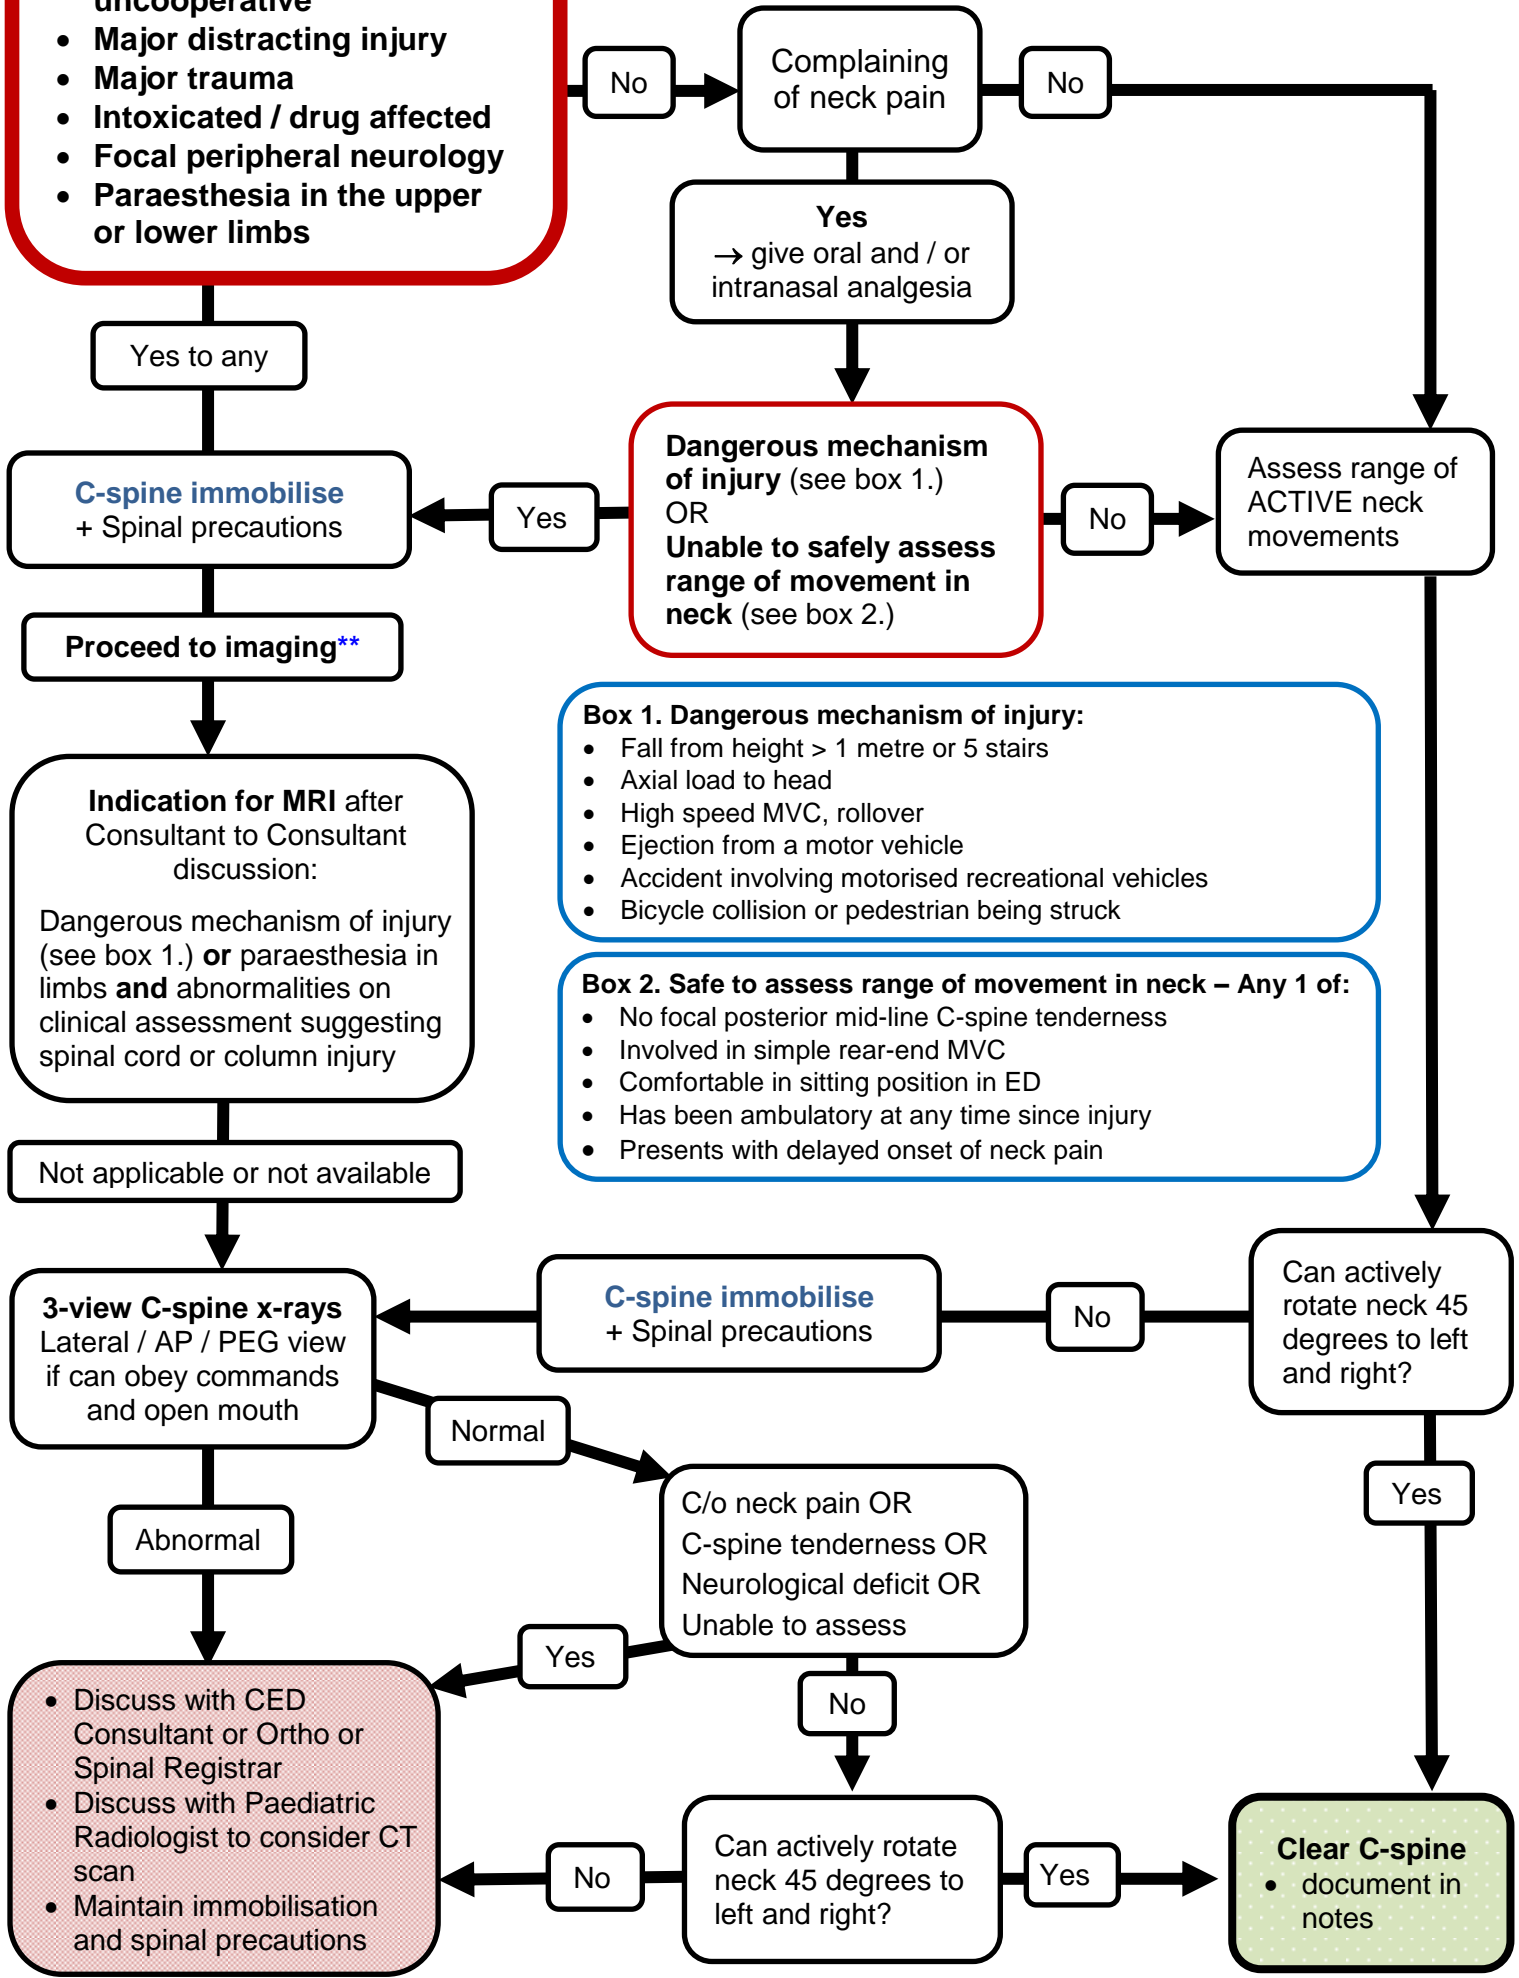 uncooperative
• Major distracting injury
• Major trauma
• Intoxicated / drug affected
• Focal peripheral neurology
• Paraesthesia in the upper
or lower limbs
No
Complaining
of neck pain
No
Yes
→ give oral and / or
intranasal analgesia
Yes to any
C-spine immobilise
+ Spinal precautions
Yes
Dangerous mechanism
of injury (see box 1.)
OR
Unable to safely assess
range of movement in
neck (see box 2.)
No
Assess range of
ACTIVE neck
movements
Proceed to imaging**
Box 1. Dangerous mechanism of injury:
• Fall from height > 1 metre or 5 stairs
• Axial load to head
• High speed MVC, rollover
• Ejection from a motor vehicle
• Accident involving motorised recreational vehicles
• Bicycle collision or pedestrian being struck
Indication for MRI after
Consultant to Consultant
discussion:
Dangerous mechanism of injury
(see box 1.) or paraesthesia in
limbs and abnormalities on
clinical assessment suggesting
spinal cord or column injury
Box 2. Safe to assess range of movement in neck – Any 1 of:
• No focal posterior mid-line C-spine tenderness
• Involved in simple rear-end MVC
• Comfortable in sitting position in ED
• Has been ambulatory at any time since injury
• Presents with delayed onset of neck pain
Not applicable or not available
3-view C-spine x-rays
Lateral / AP / PEG view
if can obey commands
and open mouth
C-spine immobilise
+ Spinal precautions
No
Can actively
rotate neck 45
degrees to left
and right?
Normal
Yes
Abnormal
C/o neck pain OR
C-spine tenderness OR
Neurological deficit OR
Unable to assess
Yes
No
• Discuss with CED
Consultant or Ortho or
Spinal Registrar
• Discuss with Paediatric
Radiologist to consider CT
scan
• Maintain immobilisation
and spinal precautions
No
Can actively rotate
neck 45 degrees to
left and right?
Yes
Clear C-spine
• document in
notes